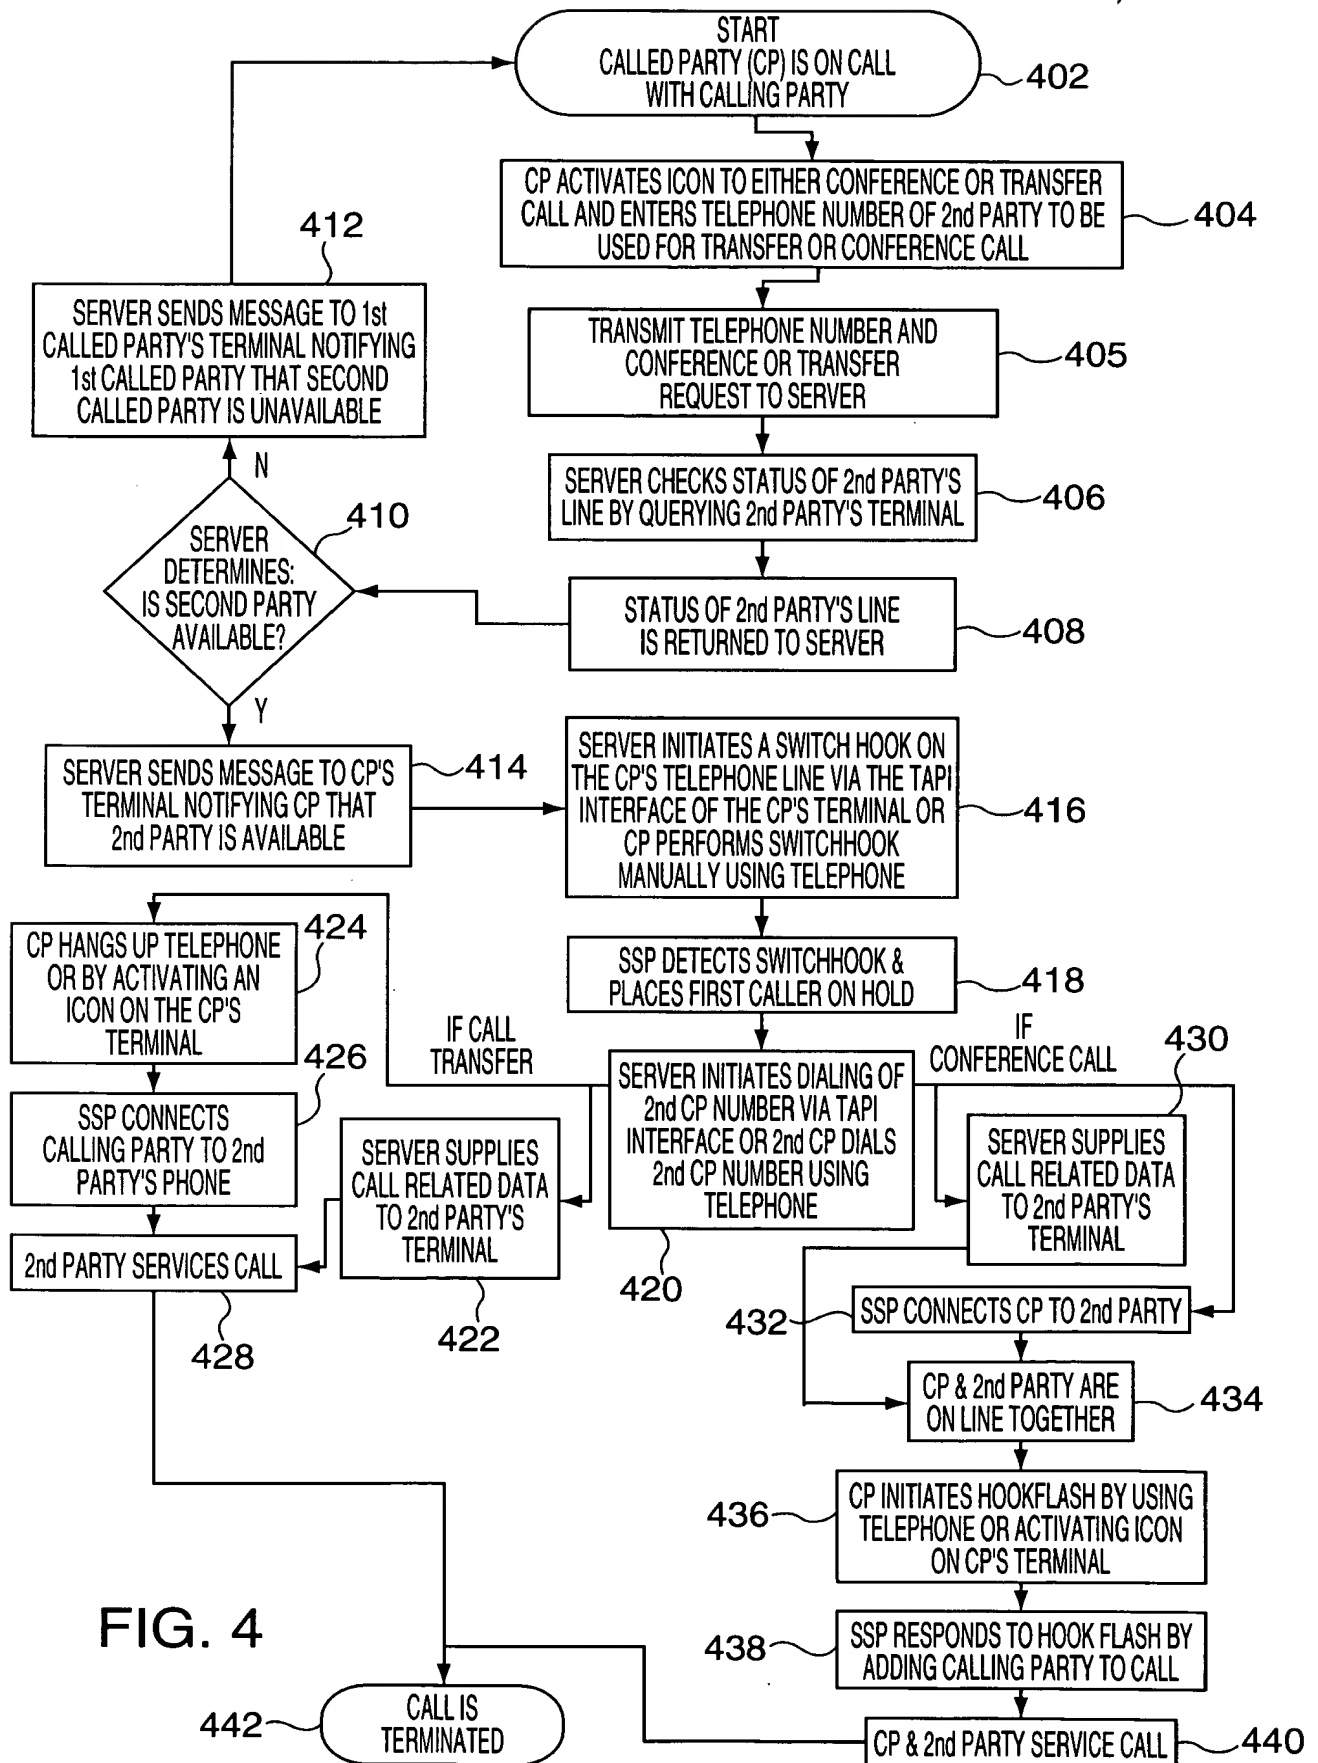 START
CALLED PARTY (CP) IS ON CALL
WITH CALLING PARTY
402
CP ACTIVATES ICON TO EITHER CONFERENCE OR TRANSFER
CALL AND ENTERS TELEPHONE NUMBER OF 2nd PARTY TO BE
USED FOR TRANSFER OR CONFERENCE CALL
404
412
SERVER SENDS MESSAGE TO 1st
CALLED PARTY'S TERMINAL NOTIFYING
1st CALLED PARTY THAT SECOND
CALLED PARTY IS UNAVAILABLE
TRANSMIT TELEPHONE NUMBER AND
CONFERENCE OR TRANSFER
REQUEST TO SERVER
405
N
SERVER CHECKS STATUS OF 2nd PARTY'S
LINE BY QUERYING 2nd PARTY'S TERMINAL
406
410
SERVER
DETERMINES:
IS SECOND PARTY
AVAILABLE?
STATUS OF 2nd PARTY'S LINE
IS RETURNED TO SERVER
408
Y
SERVER SENDS MESSAGE TO CP'S
TERMINAL NOTIFYING CP THAT
2nd PARTY IS AVAILABLE
414
SERVER INITIATES A SWITCH HOOK ON
THE CP'S TELEPHONE LINE VIA THE TAPI
INTERFACE OF THE CP'S TERMINAL OR
CP PERFORMS SWITCHHOOK
MANUALLY USING TELEPHONE
416
SSP DETECTS SWITCHHOOK &
PLACES FIRST CALLER ON HOLD
418
CP HANGS UP TELEPHONE
OR BY ACTIVATING AN
ICON ON THE CP'S
TERMINAL
424
IF CALL
TRANSFER
SERVER INITIATES DIALING OF
2nd CP NUMBER VIA TAPI
INTERFACE OR 2nd CP DIALS
2nd CP NUMBER USING
TELEPHONE
420
IF
CONFERENCE CALL
430
SSP CONNECTS
CALLING PARTY TO 2nd
PARTY'S PHONE
426
SERVER SUPPLIES
CALL RELATED DATA
TO 2nd PARTY'S
TERMINAL
422
SERVER SUPPLIES
CALL RELATED DATA
TO 2nd PARTY'S
TERMINAL
2nd PARTY SERVICES CALL
428
432
SSP CONNECTS CP TO 2nd PARTY
CP & 2nd PARTY ARE
ON LINE TOGETHER
434
436
CP INITIATES HOOKFLASH BY USING
TELEPHONE OR ACTIVATING ICON
ON CP'S TERMINAL
FIG. 4
438
SSP RESPONDS TO HOOK FLASH BY
ADDING CALLING PARTY TO CALL
442
CALL IS
TERMINATED
CP & 2nd PARTY SERVICE CALL
440